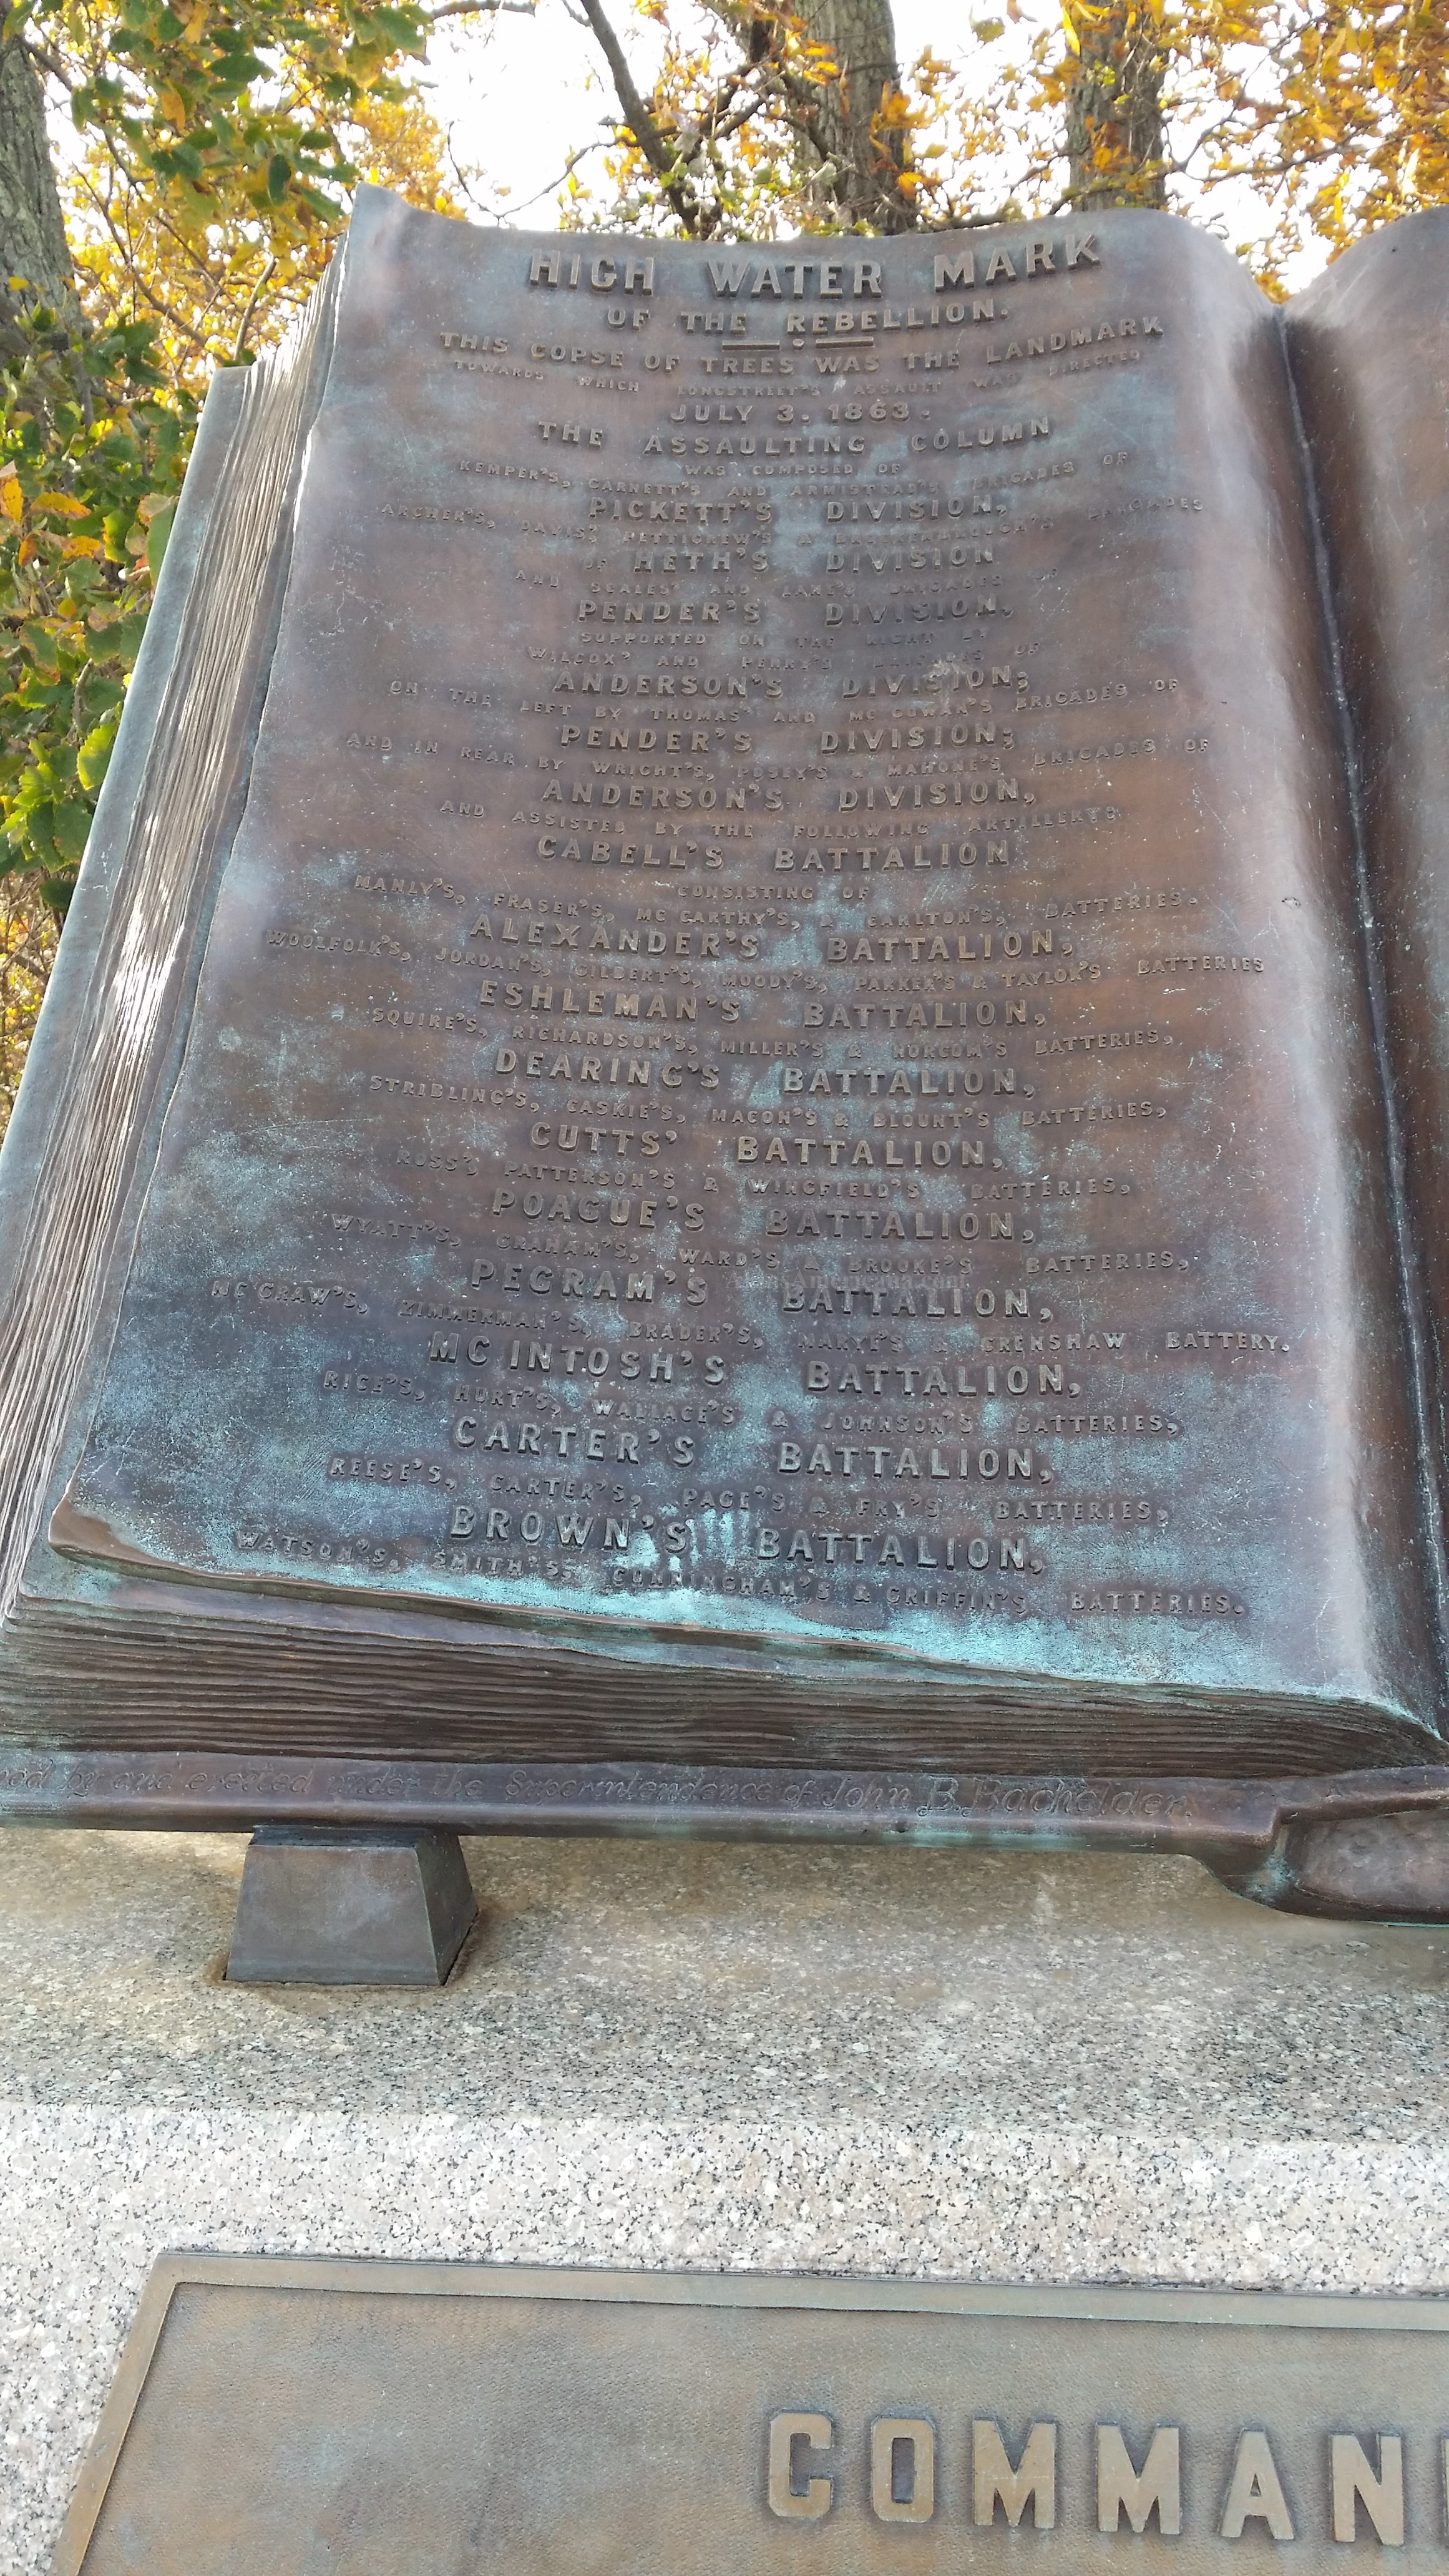 HIGH WATER MARK
OF THE REBELLION.
THIS COPSE OF TREES WAS THE LANDMARK
TOWARDS WHICH LONGSTREET'S ASSAULT WAS DIRECTED
JULY 3. 1863.
THE ASSAULTING COLUMN
WAS COMPOSED OF
KEMPER'S, GARNETT'S AND ARMISTEAD'S BRIGADES OF
PICKETT'S DIVISION,
ARCHER'S, DAVIS', PETTIGREW'S & BROCKENBROUGH'S BRIGADES
OF HETH'S DIVISION
AND SCALES' AND LANE'S BRIGADES OF
PENDER'S DIVISION,
SUPPORTED ON THE RIGHT BY
WILCOX' AND PERRY'S BRIGADES OF
ANDERSON'S DIVISION;
ON THE LEFT BY THOMAS' AND MC GOWAN'S BRIGADES OF
PENDER'S DIVISION;
AND IN REAR BY WRIGHT'S, POSEY'S & MAHONE'S BRIGADES OF
ANDERSON'S DIVISION,
AND ASSISTED BY THE FOLLOWING ARTILLERY:
CABELL'S BATTALION
CONSISTING OF
MANLY'S, FRASER'S, MC CARTHY'S, & CARLTON'S, BATTERIES.
ALEXANDER'S BATTALION,
WOOLFOLK'S, JORDAN'S, GILBERT'S, MOODY'S, PARKER'S & TAYLOR'S BATTERIES
ESHLEMAN'S BATTALION,
SQUIRE'S, RICHARDSON'S, MILLER'S & NORCOM'S BATTERIES,
DEARING'S BATTALION,
STRIBLING'S, CASKIE'S, MACON'S & BLOUNT'S BATTERIES,
CUTTS' BATTALION,
ROSS', PATTERSON'S & WINGFIELD'S BATTERIES,
POAGUE'S BATTALION,
WYATT'S, GRAHAM'S, WARD'S & BROOKE'S BATTERIES,
PEGRAM'S BATTALION,
MC GRAW'S, ZIMMERMAN'S, BRADER'S, MARYE'S & CRENSHAW BATTERY.
MC INTOSH'S BATTALION,
RICE'S, HURT'S, WALLACE'S & JOHNSON'S BATTERIES,
CARTER'S BATTALION,
REESE'S, CARTER'S, PAGE'S & FRY'S BATTERIES,
BROWN'S BATTALION,
WATSON'S, SMITH'SS, CUNNINGHAM'S & GRIFFIN'S BATTERIES.
by and erected under the Superintendence of John B. Bachelder.
COMMAN